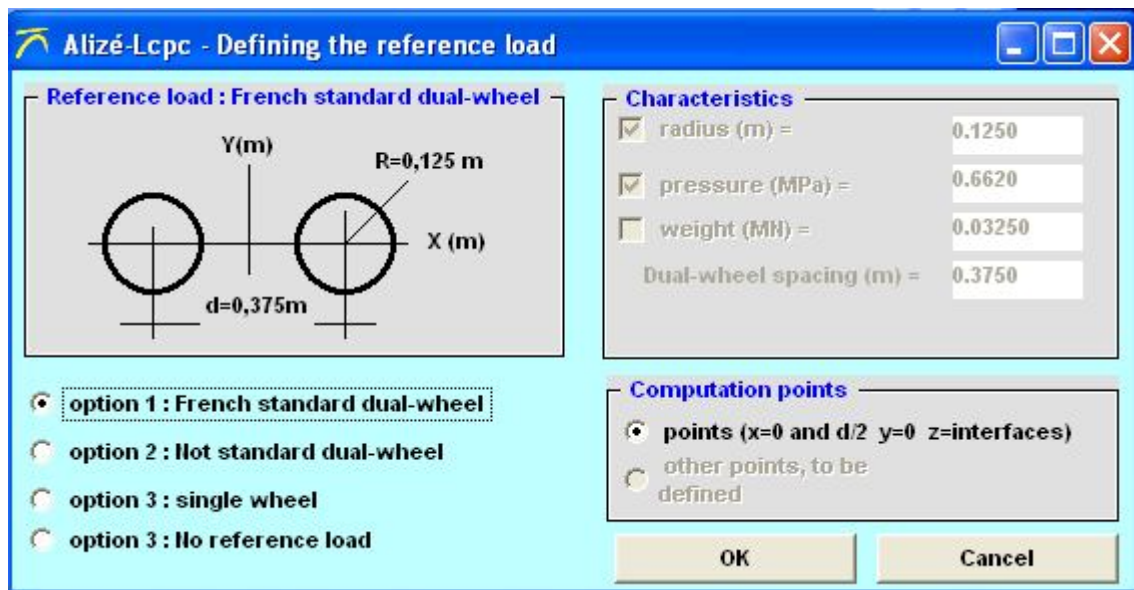 Alizé-Lcpc - Defining the reference load
Reference load : French standard dual-wheel
Y(m)
R=0,125 m
X (m)
d=0,375m
Characteristics
radius (m) =
0.1250
pressure (MPa) =
0.6620
weight (MN) =
0.03250
Dual-wheel spacing (m) =
0.3750
option 1 : French standard dual-wheel
option 2 : Not standard dual-wheel
option 3 : single wheel
option 3 : No reference load
Computation points
points (x=0 and d/2 y=0 z=interfaces)
other points, to be
defined
OK
Cancel